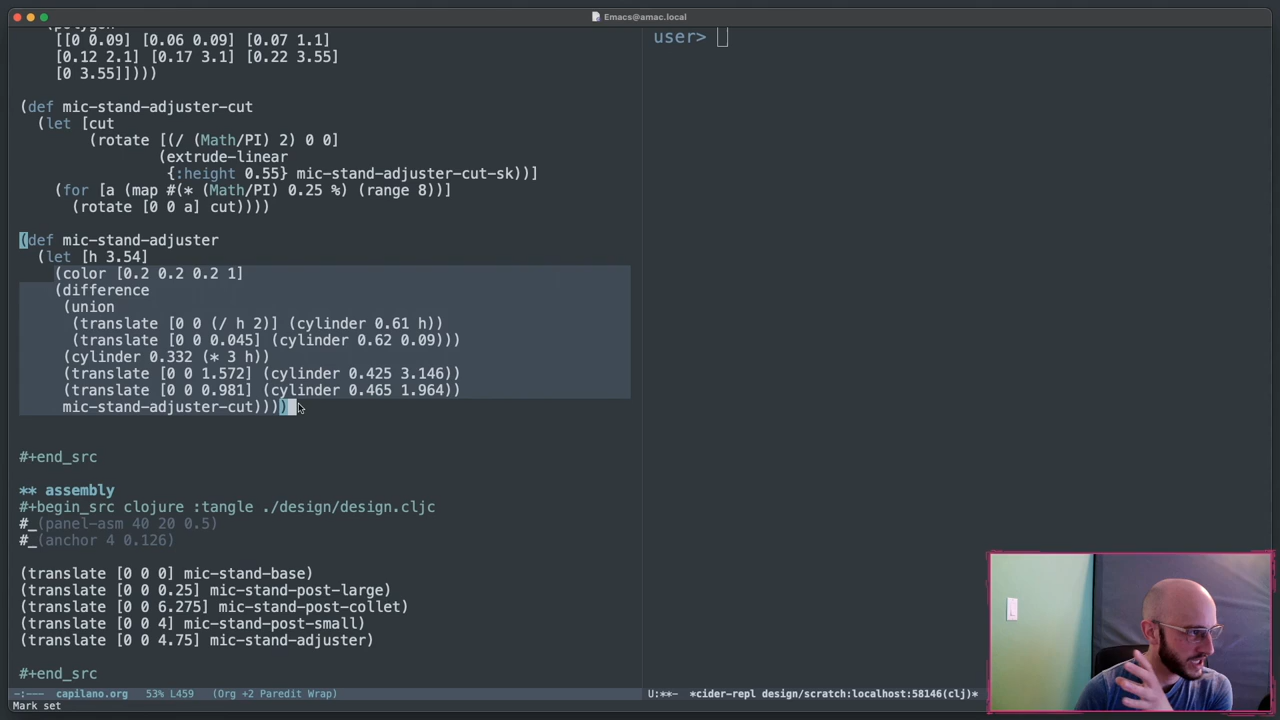 Emacs@amac.local
(polygon
[[0 0.09] [0.06 0.09] [0.07 1.1]
[0.12 2.1] [0.17 3.1] [0.22 3.55]
[0 3.55]])))
(def mic-stand-adjuster-cut
(let [cut
(rotate [(/ (Math/PI) 2) 0 0]
(extrude-linear
{:height 0.55} mic-stand-adjuster-cut-sk))]
(for [a (map #(* (Math/PI) 0.25 %) (range 8))]
(rotate [0 0 a] cut))))
(def mic-stand-adjuster
(let [h 3.54]
(color [0.2 0.2 0.2 1]
(difference
(union
(translate [0 0 (/ h 2)] (cylinder 0.61 h))
(translate [0 0 0.045] (cylinder 0.62 0.09)))
(cylinder 0.332 (* 3 h))
(translate [0 0 1.572] (cylinder 0.425 3.146))
(translate [0 0 0.981] (cylinder 0.465 1.964))
mic-stand-adjuster-cut))))
#+end_src
** assembly
#+begin_src clojure :tangle ./design/design.cljc
#_(panel-asm 40 20 0.5)
#_(anchor 4 0.126)
(translate [0 0 0] mic-stand-base)
(translate [0 0 0.25] mic-stand-post-large)
(translate [0 0 6.275] mic-stand-post-collet)
(translate [0 0 4] mic-stand-post-small)
(translate [0 0 4.75] mic-stand-adjuster)
#+end_src
-:--- capilano.org 53% L459 (Org +2 Paredit Wrap)
Mark set
user>
U:**- *cider-repl design/scratch:localhost:58146(clj)*